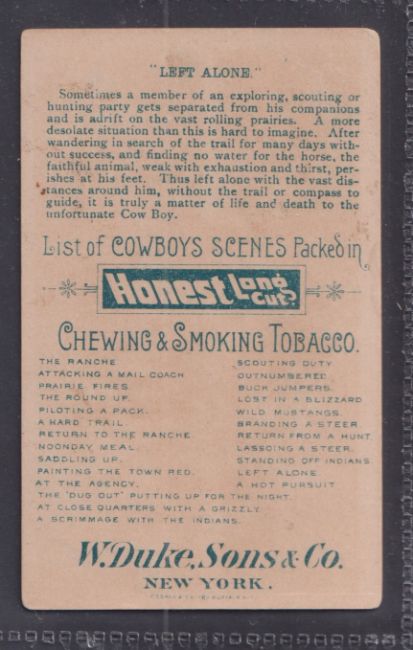 "LEFT ALONE."
Sometimes a member of an exploring, scouting or
hunting party gets separated from his companions
and is adrift on the vast rolling prairies. A more
desolate situation than this is hard to imagine. After
wandering in search of the trail for many days with-
out success, and finding no water for the horse, the
faithful animal, weak with exhaustion and thirst, per-
ishes at his feet. Thus left alone with the vast dis-
tances around him, without the trail or compass to
guide, it is truly a matter of life and death to the
unfortunate Cow Boy.
List of COWBOYS SCENES Packed in
Honest Long Cut
CHEWING & SMOKING TOBACCO.
THE RANCHE
ATTACKING A MAIL COACH
PRAIRIE FIRES
THE ROUND UP.
PILOTING A PACK.
A HARD TRAIL
RETURN TO THE RANCHE
NOONDAY MEAL.
SADDLING UP.
PAINTING THE TOWN RED.
AT THE AGENCY.
THE "DUG OUT" PUTTING UP FOR THE NIGHT.
AT CLOSE QUARTERS WITH A GRIZZLY
A SCRIMMAGE WITH THE INDIANS.
SCOUTING DUTY
OUTNUMBERED
BUCK JUMPERS.
LOST IN A BLIZZARD
WILD MUSTANGS.
BRANDING A STEER
RETURN FROM A HUNT
LASSOING A STEER.
STANDING OFF INDIANS
LEFT ALONE.
A HOT PURSUIT
W. Duke, Sons & Co.
NEW YORK.